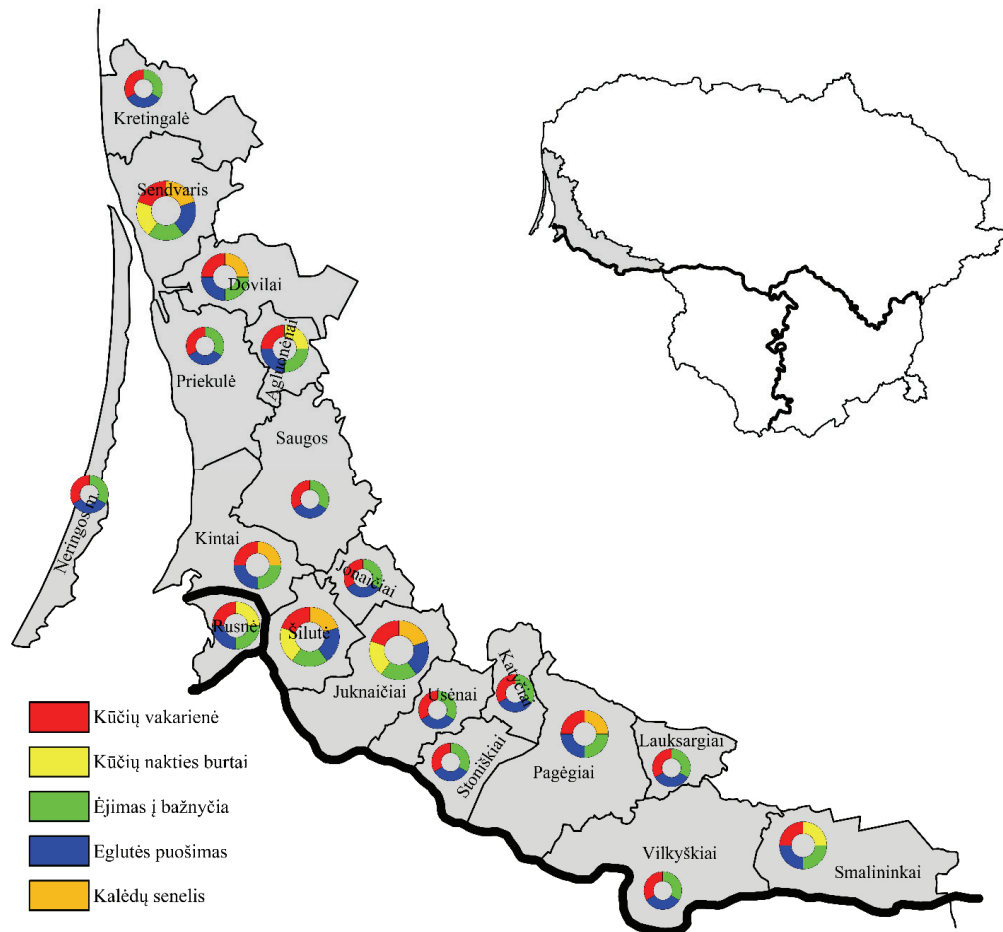 Kretingalė
Sendvaris
Dovilai
Agluonėnai
Priekulė
Saugos
Neringos m.
Kintai
Jonaičiai
Rusnė
Šilutė
Juknaičiai
Usėnai
Katyčiai
Stoniškiai
Pagėgiai
Lauksargiai
Vilkyškiai
Smalininkai
Kūčių vakarienė
Kūčių nakties burtai
Ėjimas į bažnyčia
Eglutės puošimas
Kalėdų senelis